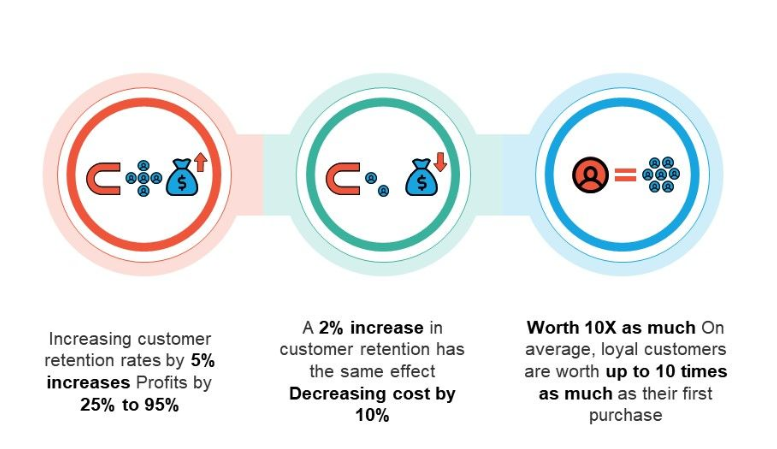 $
$
Increasing customer
retention rates by 5%
increases Profits by
25% to 95%
A 2% increase in
customer retention has
the same effect
Decreasing cost by
10%
Worth 10X as much On
average, loyal customers
are worth up to 10 times
as much as their first
purchase